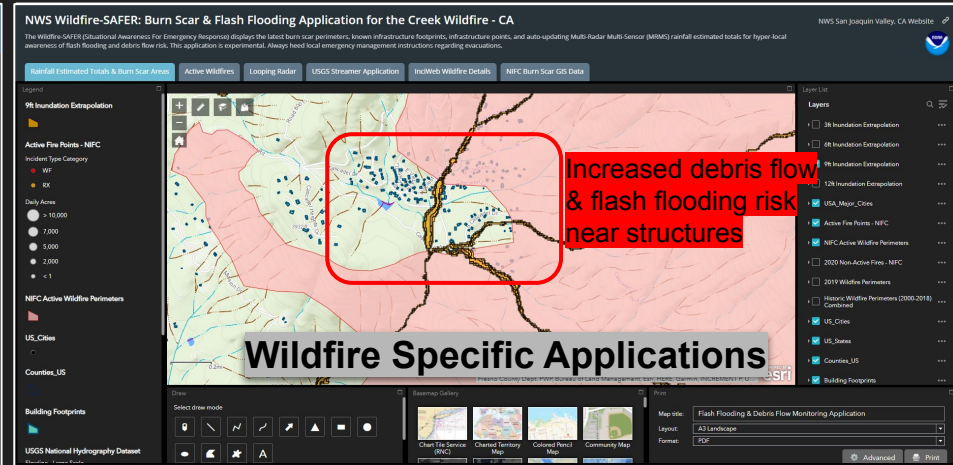 NWS Wildfire-SAFER: Burn Scar & Flash Flooding Application for the Creek Wildfire - CA
NWS San Joaquin Valley, CA Website
The Wildfire-SAFER (Situational Awareness For Emergency Response) displays the latest burn scar perimeters, known infrastructure footprints, infrastructure points, and auto-updating Multi-Radar Multi-Sensor (MRMS) rainfall estimated totals for hyper-local
awareness of flash flooding and debris flow risk. This application is experimental. Always heed local emergency management instructions regarding evacuations.
Rainfall Estimated Totals & Burn Scar Areas
Active Wildfires
Looping Radar
USGS Streamer Application
InciWeb Wildfire Details
NIFC Burn Scar GIS Data
Legend
9ft Inundation Extrapolation
Active Fire Points - NIFC
Incident Type Category
WF
RX
Daily Acres
> 10,000
7,000
5,000
2,000
< 1
NIFC Active Wildfire Perimeters
US_Cities
Counties_US
Building Footprints
USGS National Hydrography Dataset
Increased debris flow
& flash flooding risk
near structures
Wildfire Specific Applications
0.2mi
esri
Layer List
Layers
3ft Inundation Extrapolation
6ft Inundation Extrapolation
9ft Inundation Extrapolation
12ft Inundation Extrapolation
USA_Major_Cities
Active Fire Points - NIFC
NIFC Active Wildfire Perimeters
2020 Non-Active Fires - NIFC
2019 Wildfire Perimeters
Historic Wildfire Perimeters (2000-2018)
Combined
US_Cities
US_States
Counties_US
Building Footprints
Draw
Select draw mode
A
Basemap Gallery
Chart Tile Service
(RNC)
Charted Territory
Map
Colored Pencil
Map
Community Map
Print
Map title: Flash Flooding & Debris Flow Monitoring Application
Layout: A3 Landscape
Format: PDF
Advanced
Print